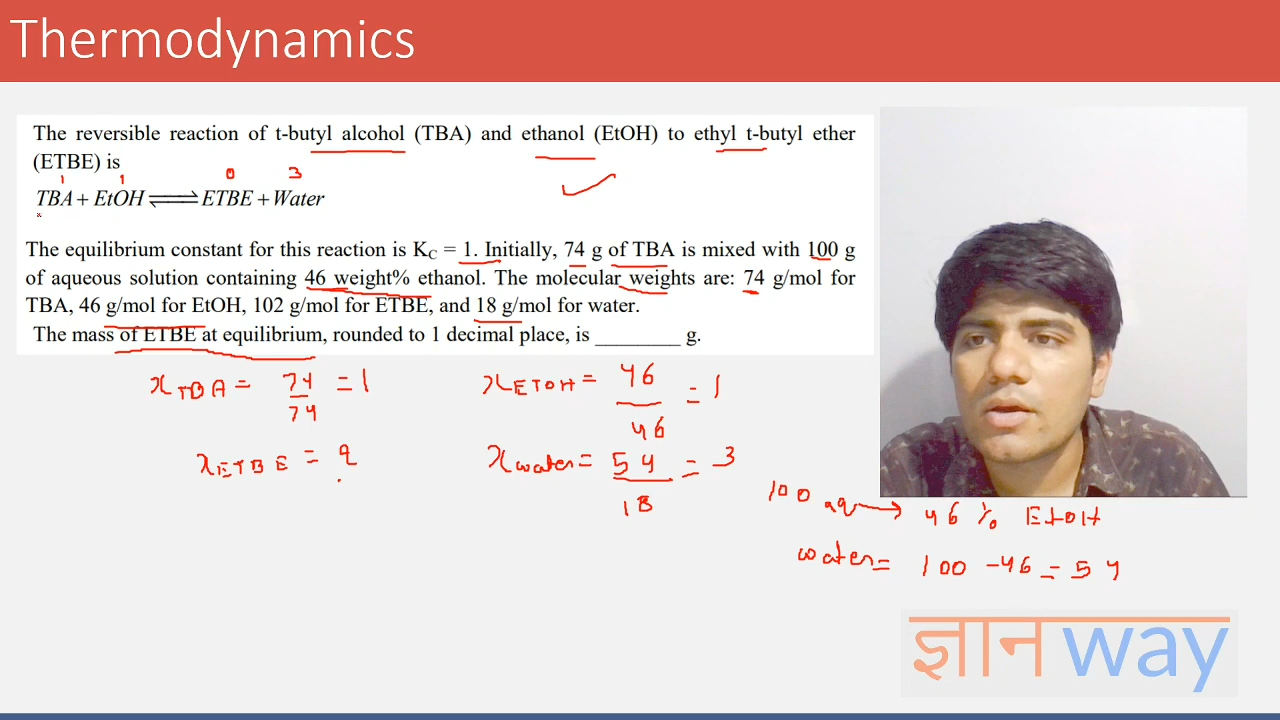 Thermodynamics
The reversible reaction of t-butyl alcohol (TBA) and ethanol (EtOH) to ethyl t-butyl ether
(ETBE) is
1 1 0 3
TBA + EtOH ⇌ ETBE + Water
The equilibrium constant for this reaction is K_C = 1. Initially, 74 g of TBA is mixed with 100 g
of aqueous solution containing 46 weight% ethanol. The molecular weights are: 74 g/mol for
TBA, 46 g/mol for EtOH, 102 g/mol for ETBE, and 18 g/mol for water.
The mass of ETBE at equilibrium, rounded to 1 decimal place, is ________ g.
x TBA = 74/74 = 1
x ETOH = 46/46 = 1
x ETBE = ?
x water = 54/18 = 3
100 aq → 46 % EtOH
water = 100 - 46 = 54
ज्ञान way